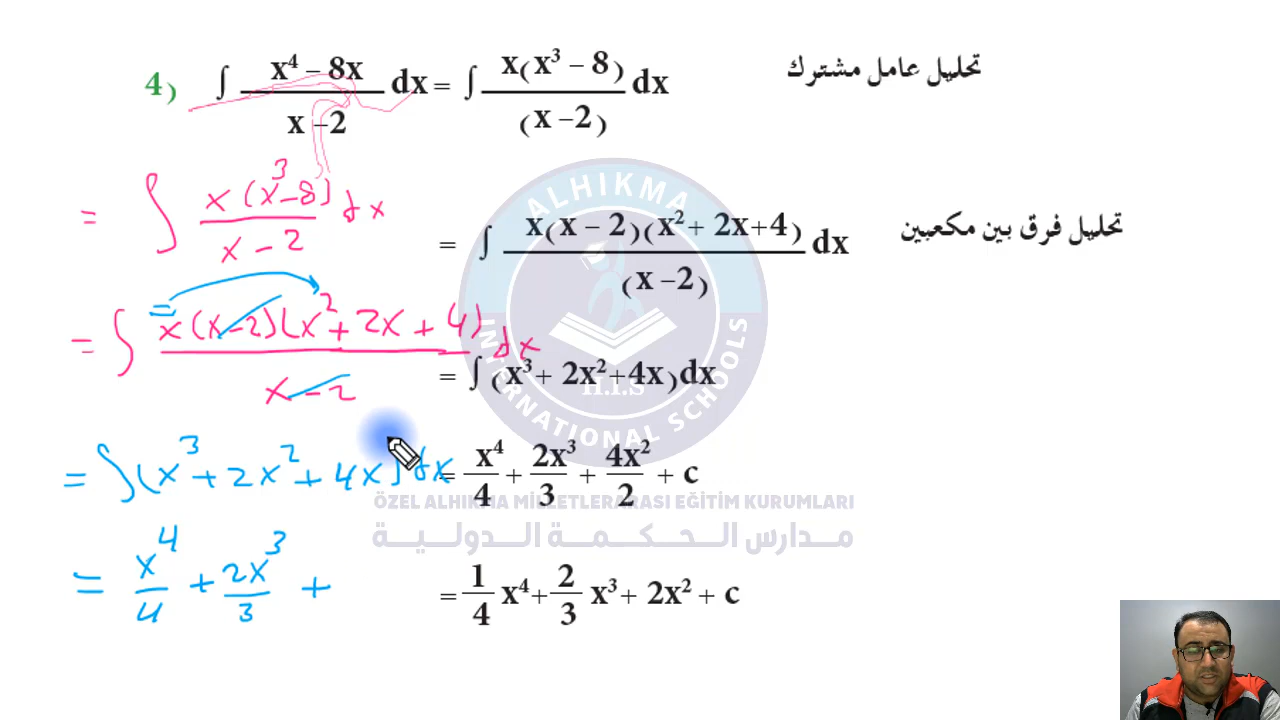 4) ∫ x⁴ – 8x / x – 2 dx = ∫ x(x³ – 8) / (x – 2) dx تحليل عامل مشترك
= ∫ x(x³ – 8) / x – 2 dx
= ∫ x(x – 2)(x² + 2x + 4) / (x – 2) dx تحليل فرق بين مكعبين
= ∫ x(x – 2)(x² + 2x + 4) / x – 2 dx
= ∫ (x³ + 2x² + 4x) dx
= ∫ (x³ + 2x² + 4x) dx
= x⁴/4 + 2x³/3 + 4x²/2 + c
= x⁴/4 + 2x³/3 +
= 1/4 x⁴ + 2/3 x³ + 2x² + c
ALHIKMA
H.I.S
INTERNATIONAL SCHOOLS
ÖZEL ALHIKMA MİLLETLERARASI EĞİTİM KURUMLARI
مدارس الحكمة الدولية